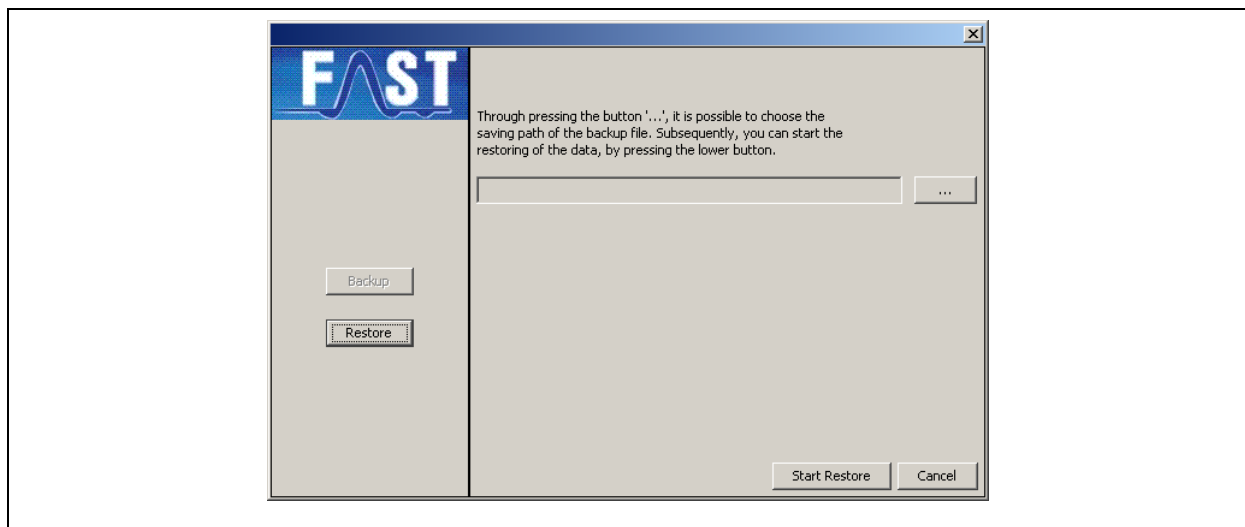 FAST
Through pressing the button '...', it is possible to choose the
saving path of the backup file. Subsequently, you can start the
restoring of the data, by pressing the lower button.
...
Backup
Restore
Start Restore
Cancel